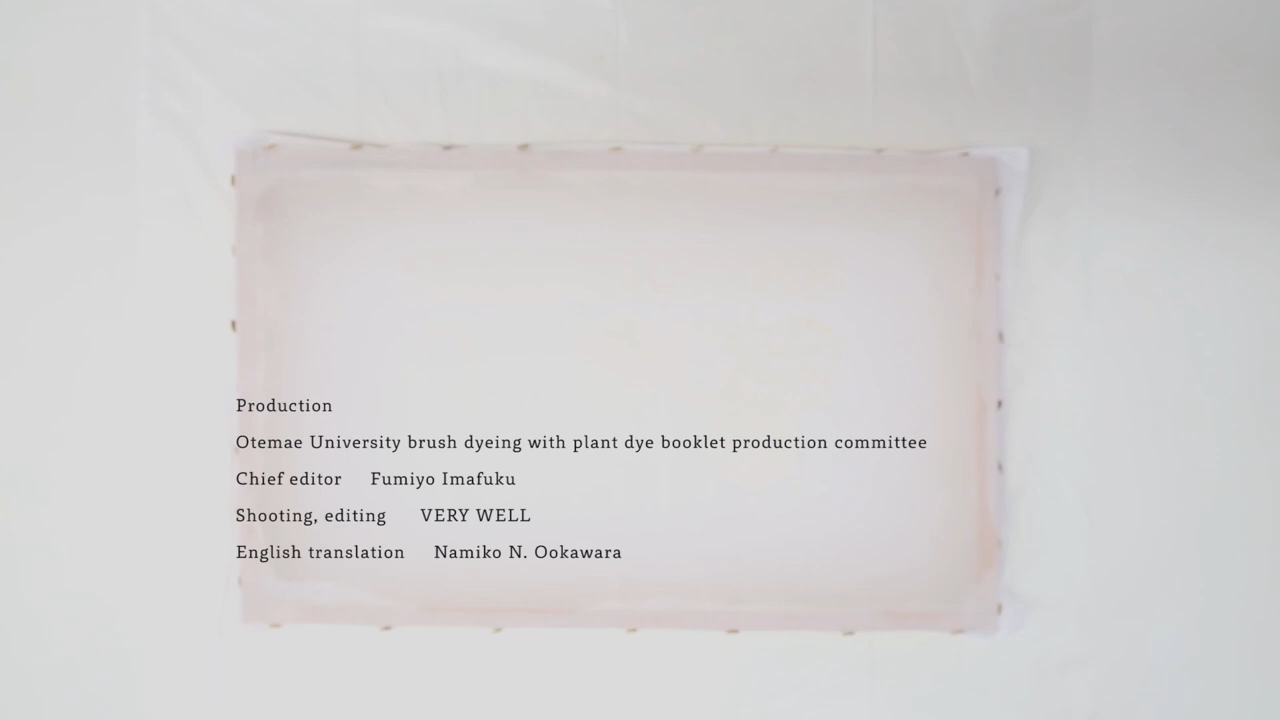 Production
Otemae University brush dyeing with plant dye booklet production committee
Chief editor Fumiyo Imafuku
Shooting, editing VERY WELL
English translation Namiko N. Ookawara